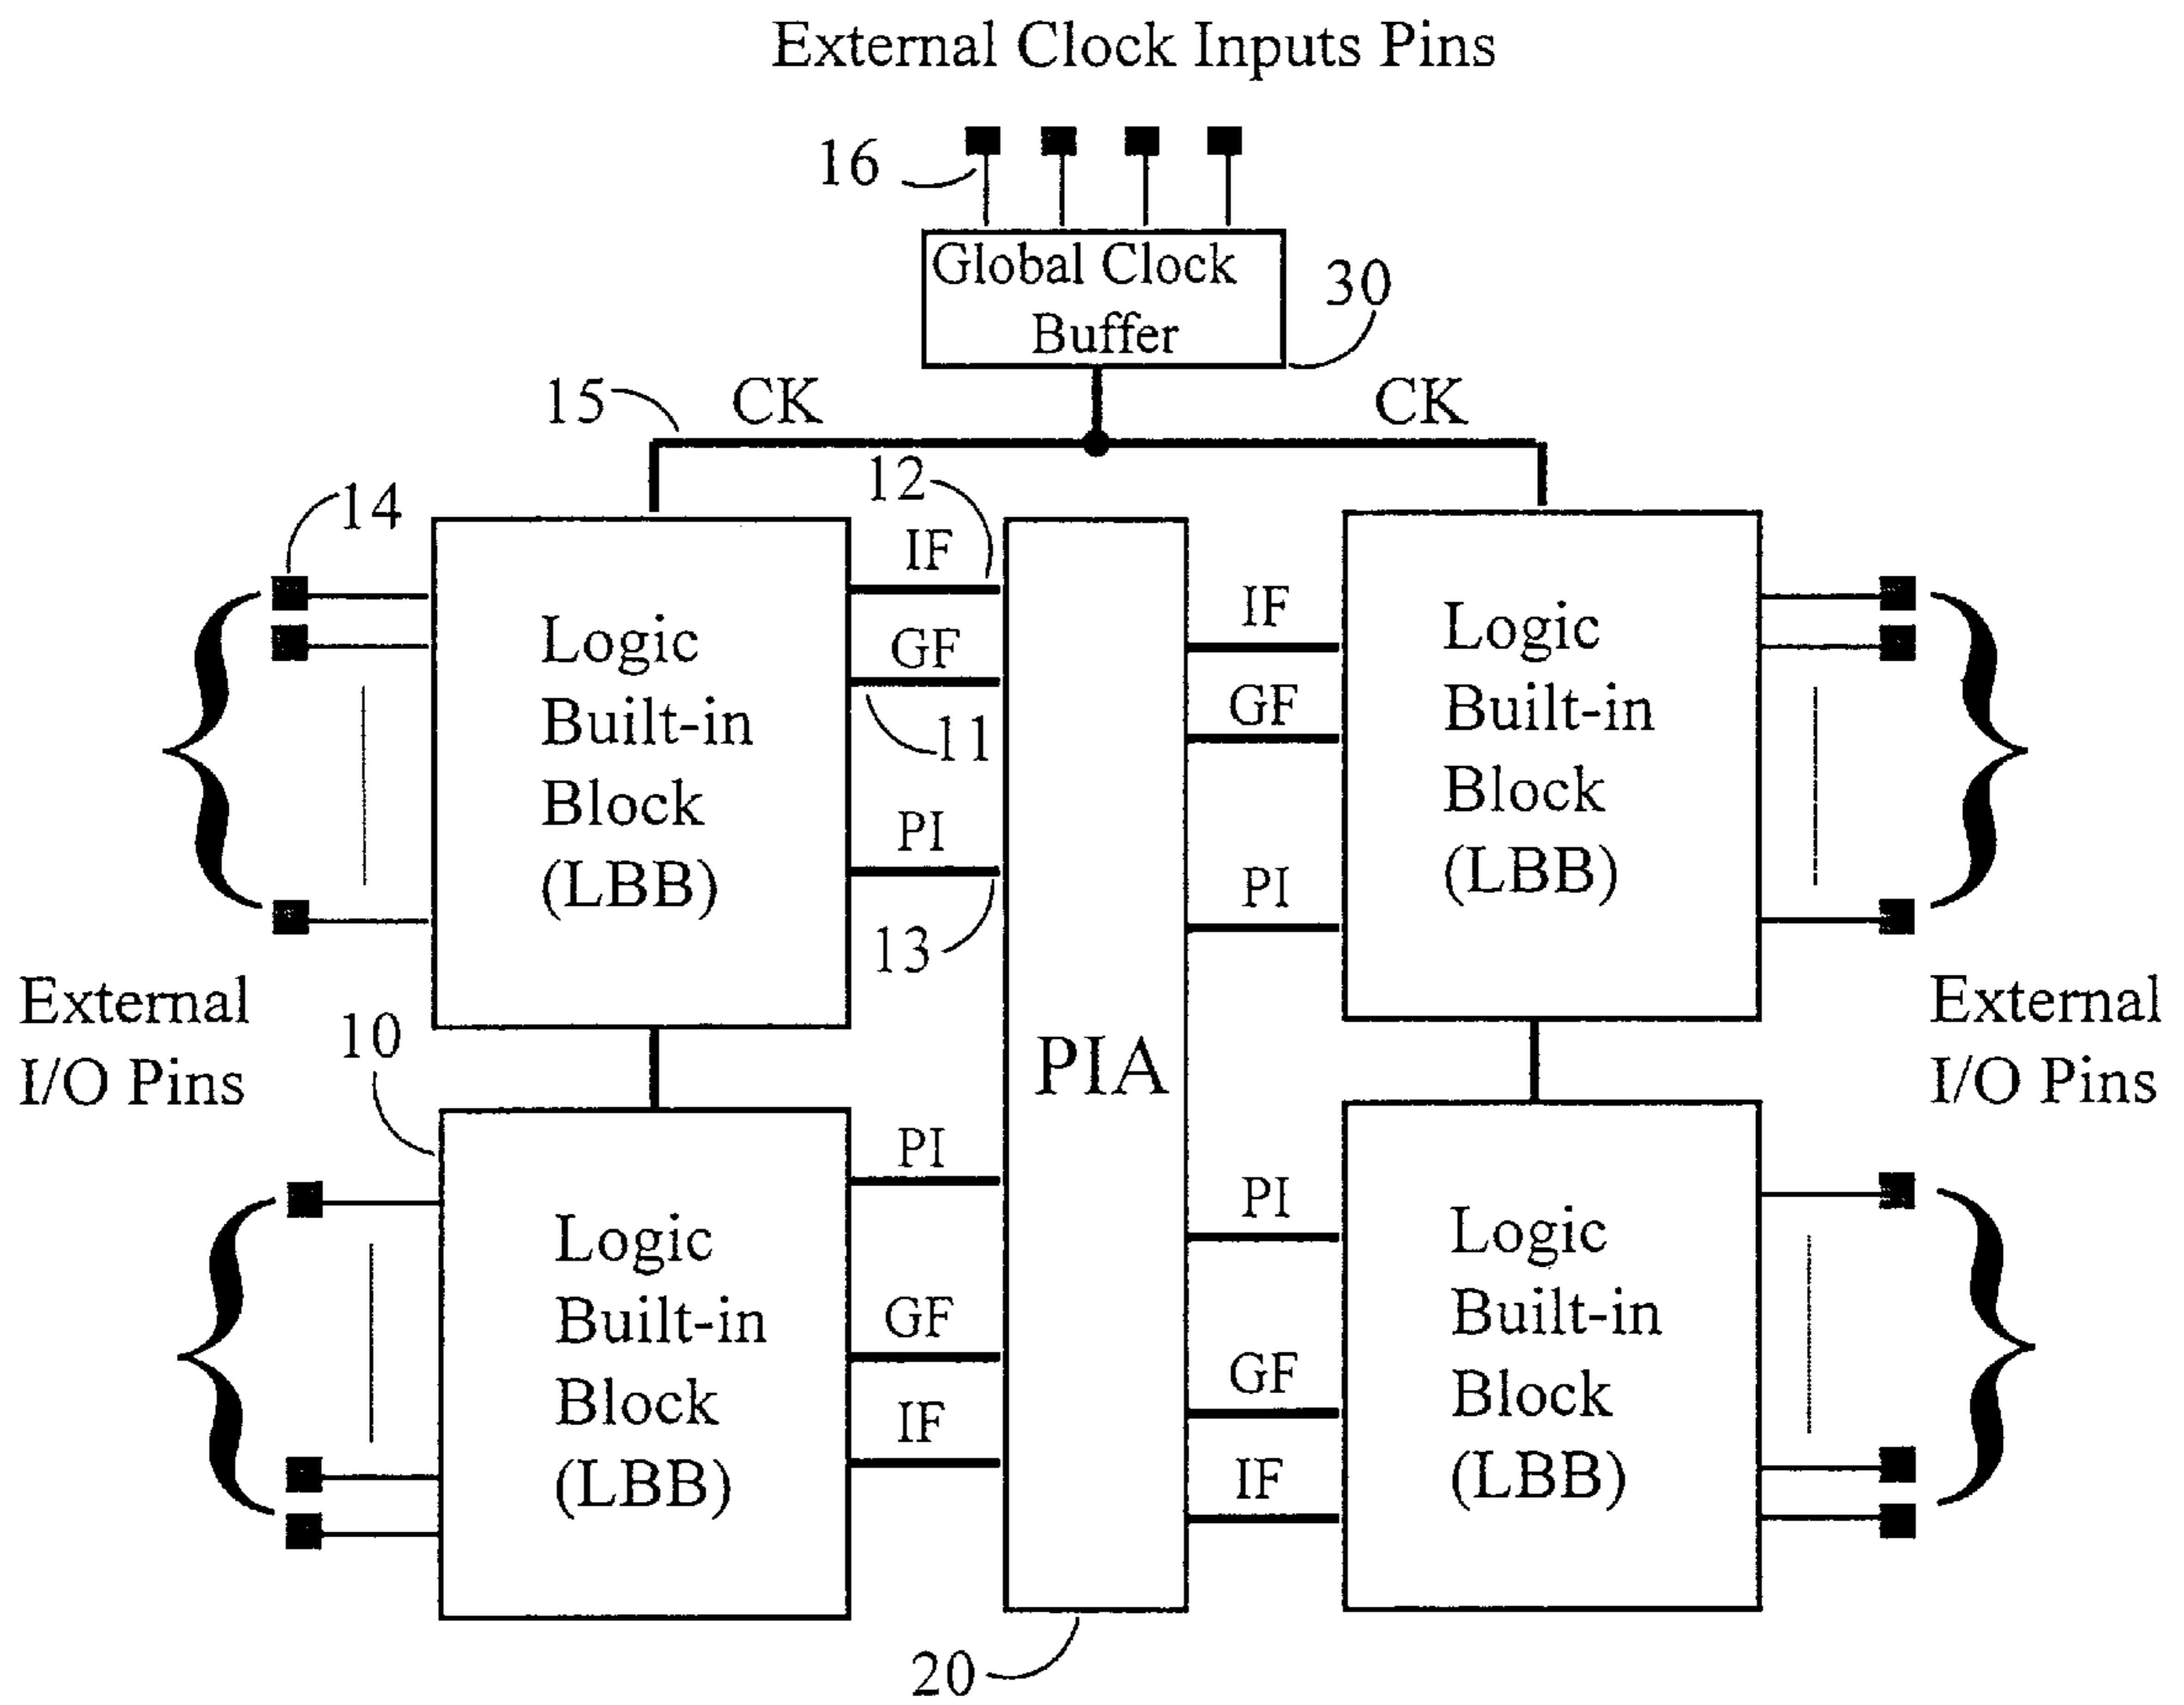 External Clock Inputs Pins
16
Global Clock
Buffer
30
15
CK
CK
14
12
IF
GF
11
PI
13
Logic
Built-in
Block
(LBB)
IF
GF
PI
Logic
Built-in
Block
(LBB)
External
I/O Pins
10
PIA
External
I/O Pins
Logic
Built-in
Block
(LBB)
PI
GF
IF
PI
GF
IF
Logic
Built-in
Block
(LBB)
20